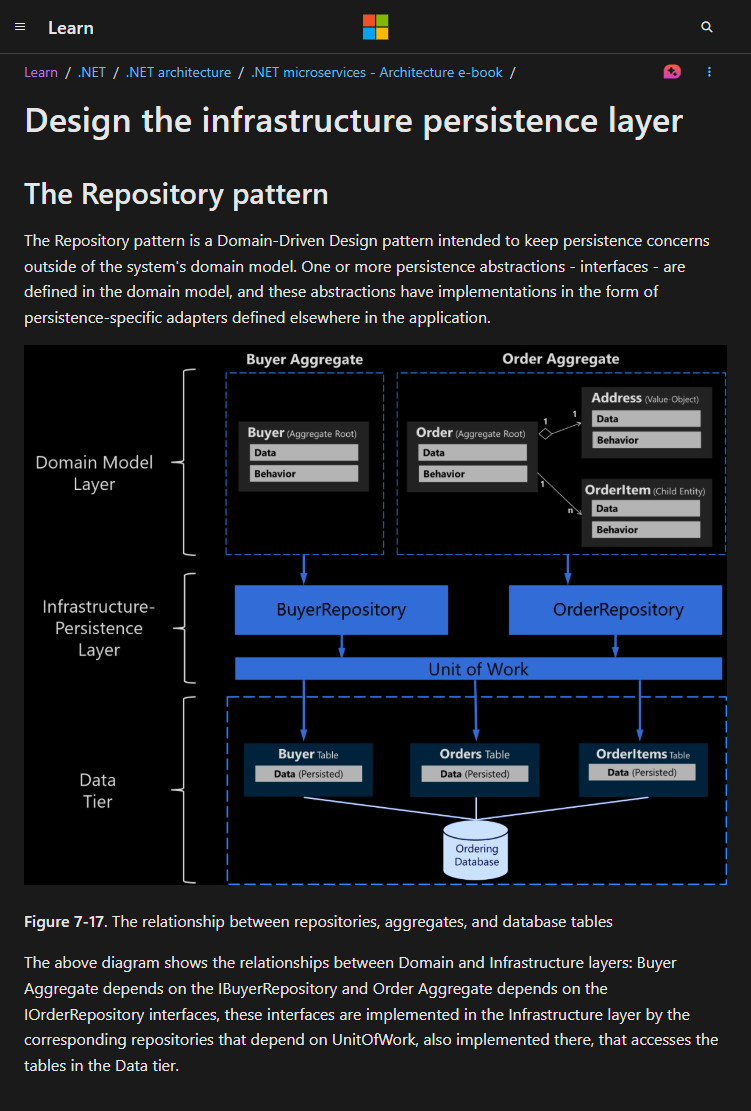 Learn
Learn / .NET / .NET architecture / .NET microservices - Architecture e-book /
Design the infrastructure persistence layer
The Repository pattern
The Repository pattern is a Domain-Driven Design pattern intended to keep persistence concerns
outside of the system's domain model. One or more persistence abstractions - interfaces - are
defined in the domain model, and these abstractions have implementations in the form of
persistence-specific adapters defined elsewhere in the application.
Buyer Aggregate
Order Aggregate
Domain Model
Layer
Buyer (Aggregate Root)
Data
Behavior
Order (Aggregate Root)
Data
Behavior
1
1
Address (Value-Object)
Data
Behavior
1
n
OrderItem (Child Entity)
Data
Behavior
Infrastructure-
Persistence
Layer
BuyerRepository
OrderRepository
Unit of Work
Data
Tier
Buyer Table
Data (Persisted)
Orders Table
Data (Persisted)
OrderItems Table
Data (Persisted)
Ordering
Database
Figure 7-17. The relationship between repositories, aggregates, and database tables
The above diagram shows the relationships between Domain and Infrastructure layers: Buyer
Aggregate depends on the IBuyerRepository and Order Aggregate depends on the
IOrderRepository interfaces, these interfaces are implemented in the Infrastructure layer by the
corresponding repositories that depend on UnitOfWork, also implemented there, that accesses the
tables in the Data tier.